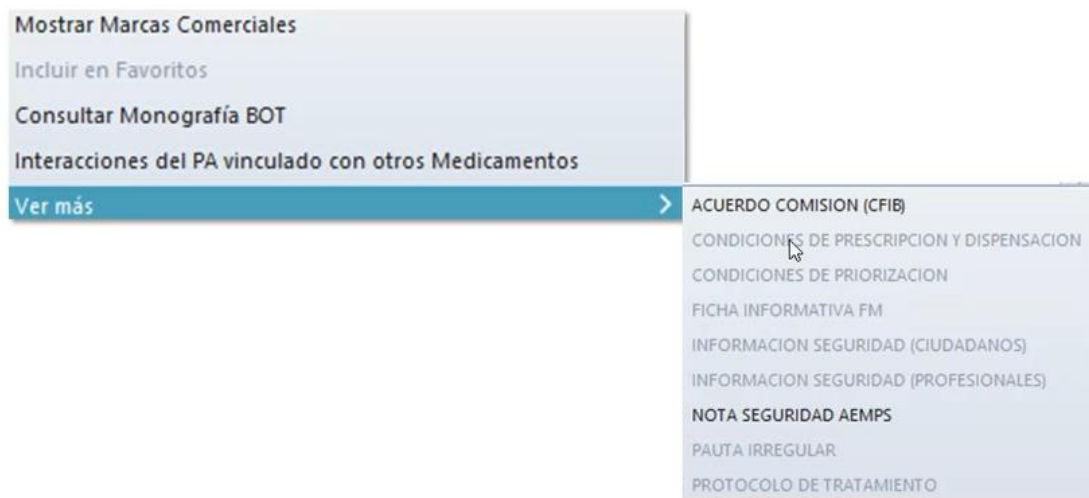 Mostrar Marcas Comerciales
Incluir en Favoritos
Consultar Monografía BOT
Interacciones del PA vinculado con otros Medicamentos
Ver más
ACUERDO COMISION (CFIB)
CONDICIONES DE PRESCRIPCION Y DISPENSACION
CONDICIONES DE PRIORIZACION
FICHA INFORMATIVA FM
INFORMACION SEGURIDAD (CIUDADANOS)
INFORMACION SEGURIDAD (PROFESIONALES)
NOTA SEGURIDAD AEMPS
PAUTA IRREGULAR
PROTOCOLO DE TRATAMIENTO